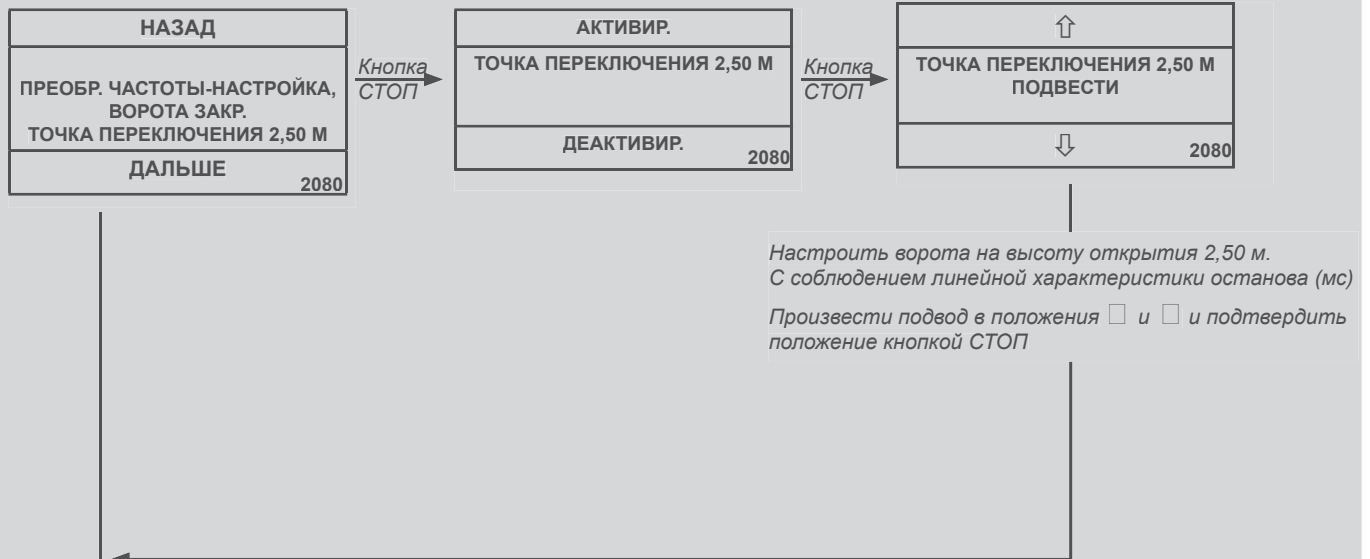 НАЗАД
ПРЕОБР. ЧАСТОТЫ-НАСТРОЙКА,
ВОРОТА ЗАКР.
ТОЧКА ПЕРЕКЛЮЧЕНИЯ 2,50 М
ДАЛЬШЕ
2080
Кнопка
СТОП
АКТИВИР.
ТОЧКА ПЕРЕКЛЮЧЕНИЯ 2,50 М
ДЕАКТИВИР.
2080
Кнопка
СТОП
⇧
ТОЧКА ПЕРЕКЛЮЧЕНИЯ 2,50 М
ПОДВЕСТИ
⇩ 2080
Настроить ворота на высоту открытия 2,50 м.
С соблюдением линейной характеристики останова (мс)
Произвести подвод в положения □ и □ и подтвердить
положение кнопкой СТОП